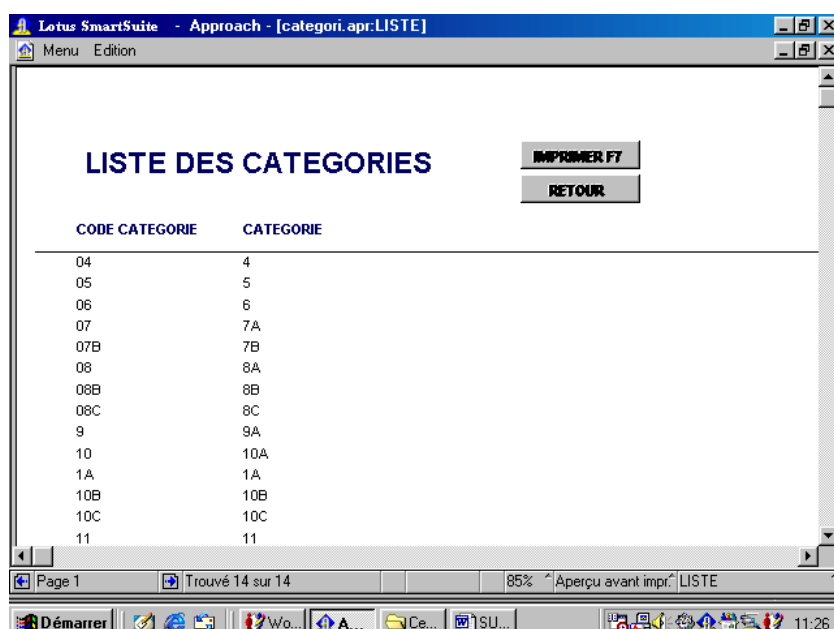 Lotus SmartSuite - Approach - [categori.apr:LISTE]
Menu Edition
LISTE DES CATEGORIES
IMPRIMER F7
RETOUR
CODE CATEGORIE CATEGORIE
04 4
05 5
06 6
07 7A
07B 7B
08 8A
08B 8B
08C 8C
9 9A
10 10A
1A 1A
10B 10B
10C 10C
11 11
Page 1 Trouvé 14 sur 14 85% Aperçu avant impr. LISTE
Démarrer Wo... A... Ce... SU... 11:26